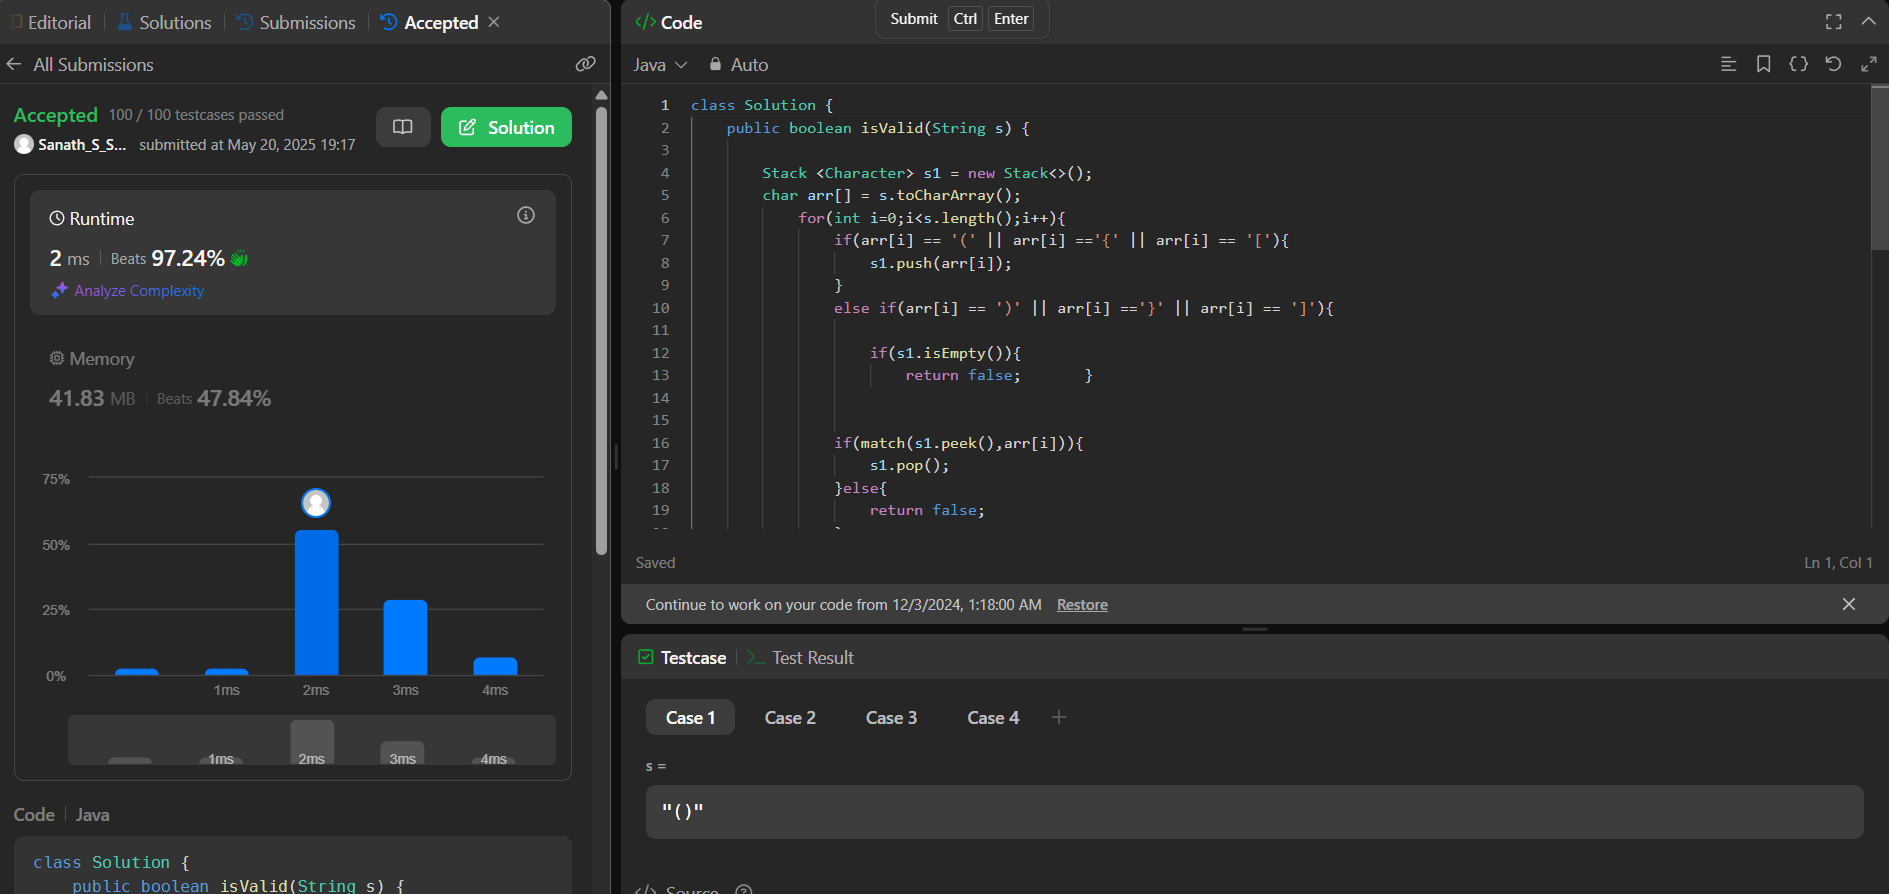 Editorial | Solutions | Submissions | Accepted
All Submissions
Accepted 100 / 100 testcases passed
Sanath_S_S... submitted at May 20, 2025 19:17
Solution
Runtime
2 ms | Beats 97.24%
Analyze Complexity
Memory
41.83 MB | Beats 47.84%
75%
50%
25%
0%
1ms 2ms 3ms 4ms
1ms 2ms 3ms 4ms
Code | Java
class Solution {
public boolean isValid(String s) {
</> Code
Submit Ctrl Enter
Java Auto
1 class Solution {
2 public boolean isValid(String s) {
3
4 Stack <Character> s1 = new Stack<>();
5 char arr[] = s.toCharArray();
6 for(int i=0;i<s.length();i++){
7 if(arr[i] == '(' || arr[i] =='{' || arr[i] == '['){
8 s1.push(arr[i]);
9 }
10 else if(arr[i] == ')' || arr[i] =='}' || arr[i] == ']'){
11
12 if(s1.isEmpty()){
13 return false; }
14
15
16 if(match(s1.peek(),arr[i])){
17 s1.pop();
18 }else{
19 return false;
Saved
Ln 1, Col 1
Continue to work on your code from 12/3/2024, 1:18:00 AM Restore
Testcase | >_ Test Result
Case 1 Case 2 Case 3 Case 4 +
s =
"()"
</> Source ?